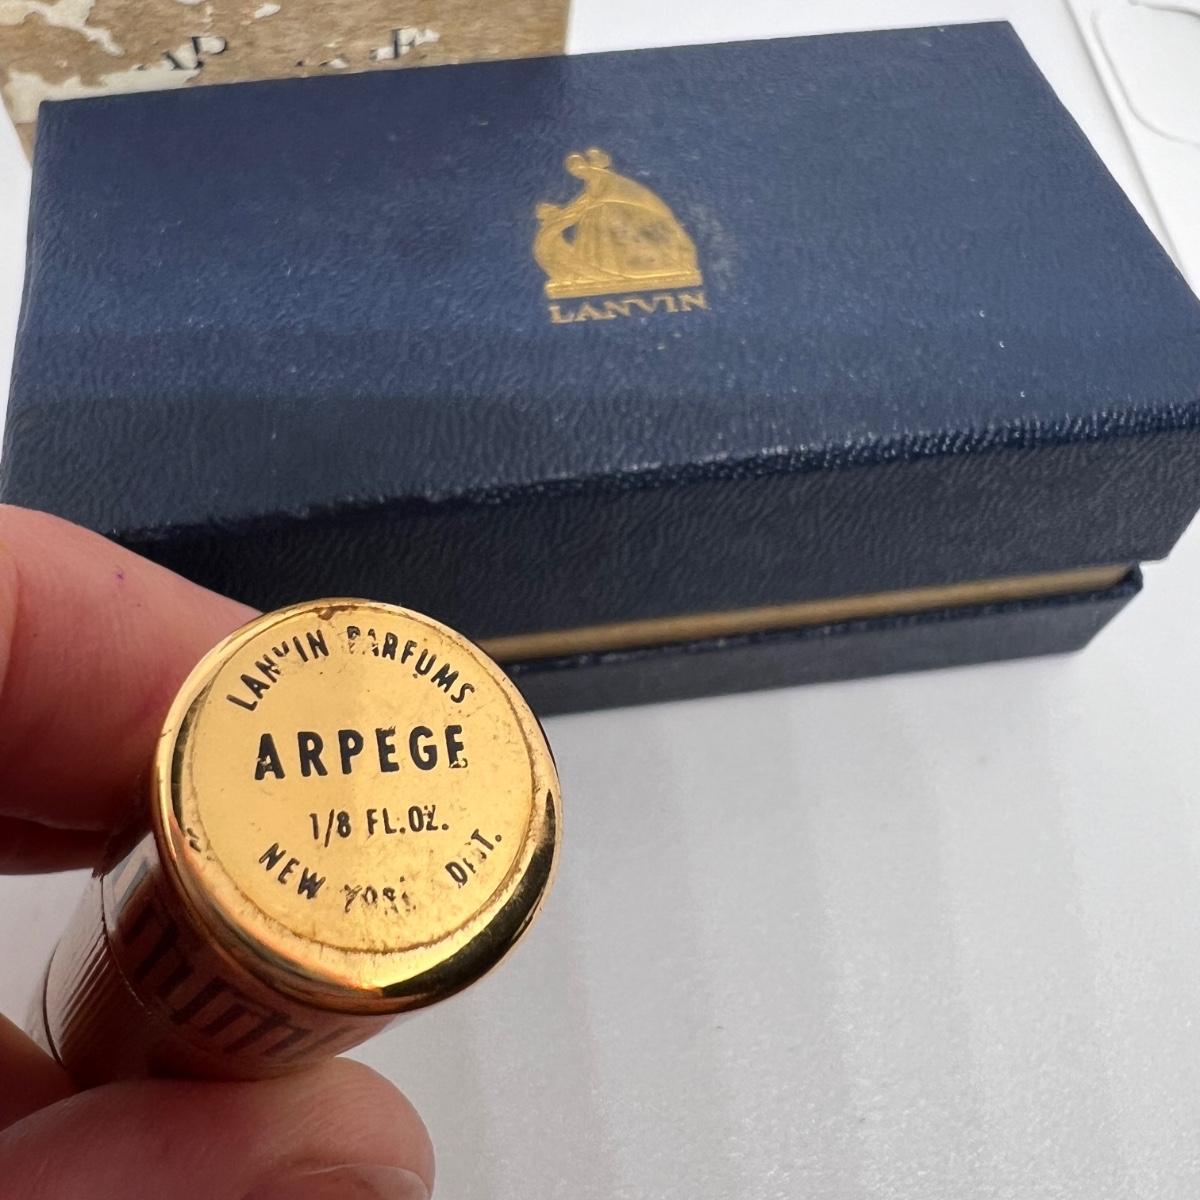 LANVIN
LANVIN PARFUMS
ARPEGE
1/8 FL.OZ.
NEW YORK DIST.